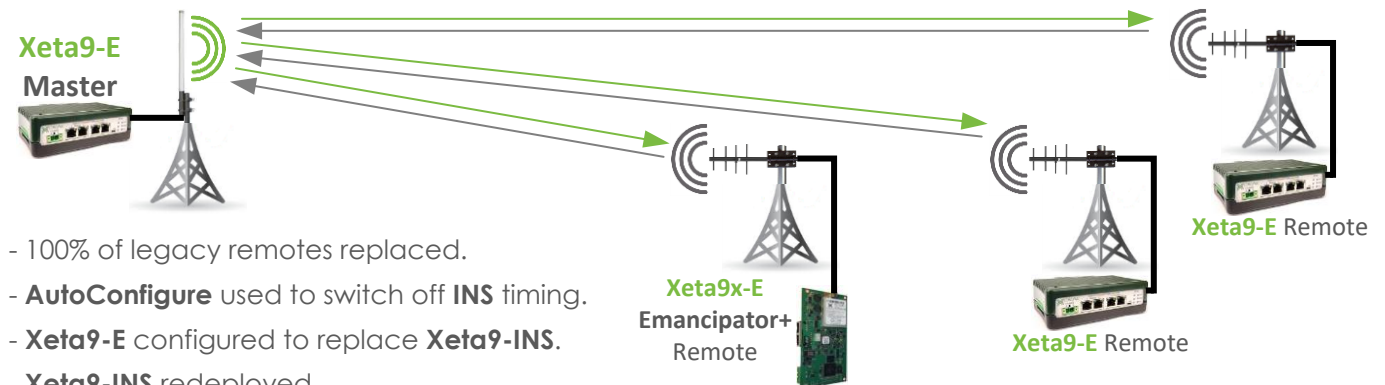 Xeta9-E
Master
Xeta9-E Remote
Xeta9x-E
Emancipator+
Remote
Xeta9-E Remote
- 100% of legacy remotes replaced.
- AutoConfigure used to switch off INS timing.
- Xeta9-E configured to replace Xeta9-INS.
Xeta9-INS redeployed